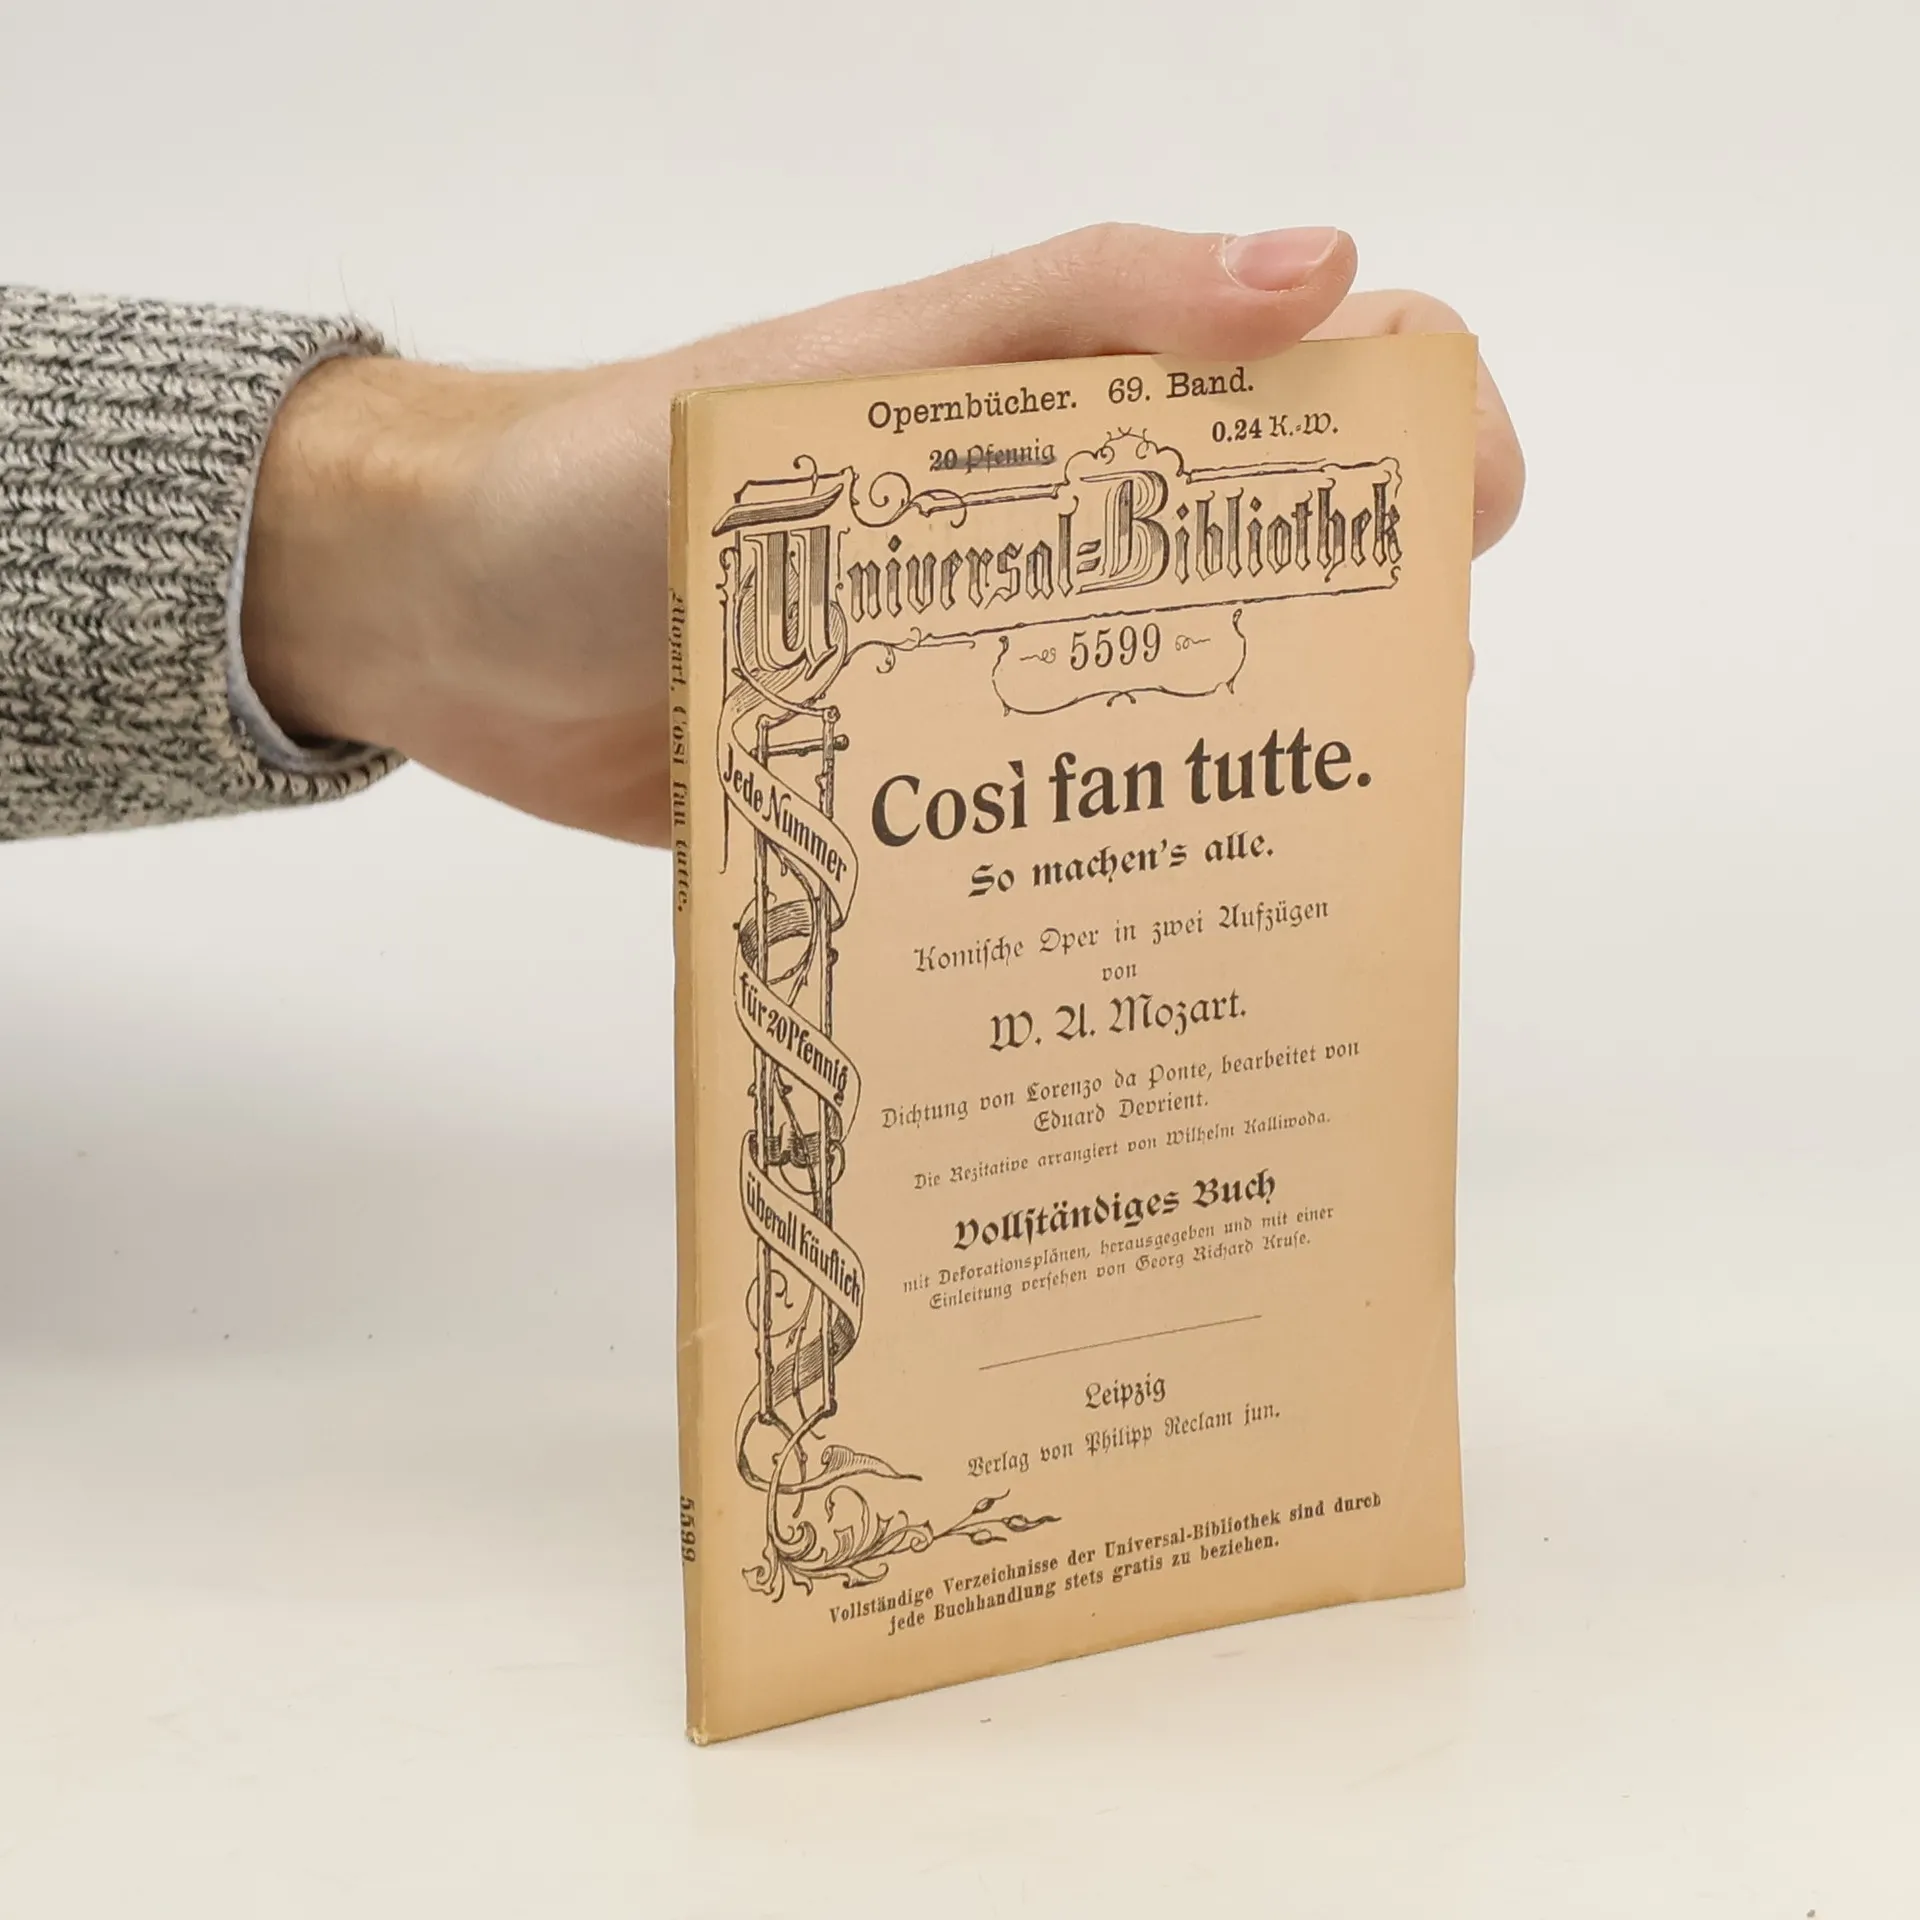 Opernbücher. 69. Band.
20 Pfennig 0.24 K.=W.
Universal=Bibliothek
5599
Jede Nummer
für 20 Pfennig
überall käuflich
Così fan tutte.
So machen's alle.
Komische Oper in zwei Aufzügen
von
W. A. Mozart.
Dichtung von Lorenzo da Ponte, bearbeitet von
Eduard Devrient.
Die Rezitative arrangiert von Wilhelm Kalliwoda.
Vollständiges Buch
mit Dekorationsplänen, herausgegeben und mit einer
Einleitung versehen von Georg Richard Kruse.
Leipzig
Verlag von Philipp Reclam jun.
Vollständige Verzeichnisse der Universal-Bibliothek sind durch
jede Buchhandlung stets gratis zu beziehen.
Mozart, Così fan tutte.
5599